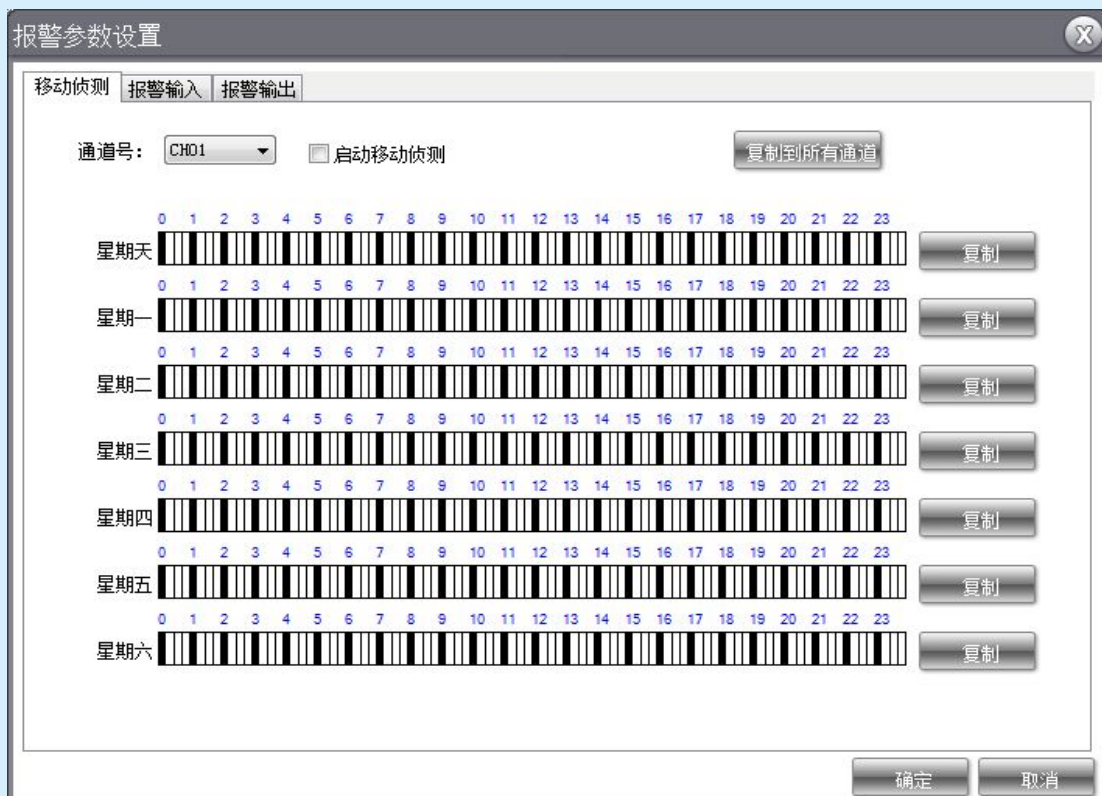 报警参数设置 X
移动侦测 报警输入 报警输出
通道号： CH01 启动移动侦测 复制到所有通道
0 1 2 3 4 5 6 7 8 9 10 11 12 13 14 15 16 17 18 19 20 21 22 23
星期天 复制
0 1 2 3 4 5 6 7 8 9 10 11 12 13 14 15 16 17 18 19 20 21 22 23
星期一 复制
0 1 2 3 4 5 6 7 8 9 10 11 12 13 14 15 16 17 18 19 20 21 22 23
星期二 复制
0 1 2 3 4 5 6 7 8 9 10 11 12 13 14 15 16 17 18 19 20 21 22 23
星期三 复制
0 1 2 3 4 5 6 7 8 9 10 11 12 13 14 15 16 17 18 19 20 21 22 23
星期四 复制
0 1 2 3 4 5 6 7 8 9 10 11 12 13 14 15 16 17 18 19 20 21 22 23
星期五 复制
0 1 2 3 4 5 6 7 8 9 10 11 12 13 14 15 16 17 18 19 20 21 22 23
星期六 复制
确定 取消